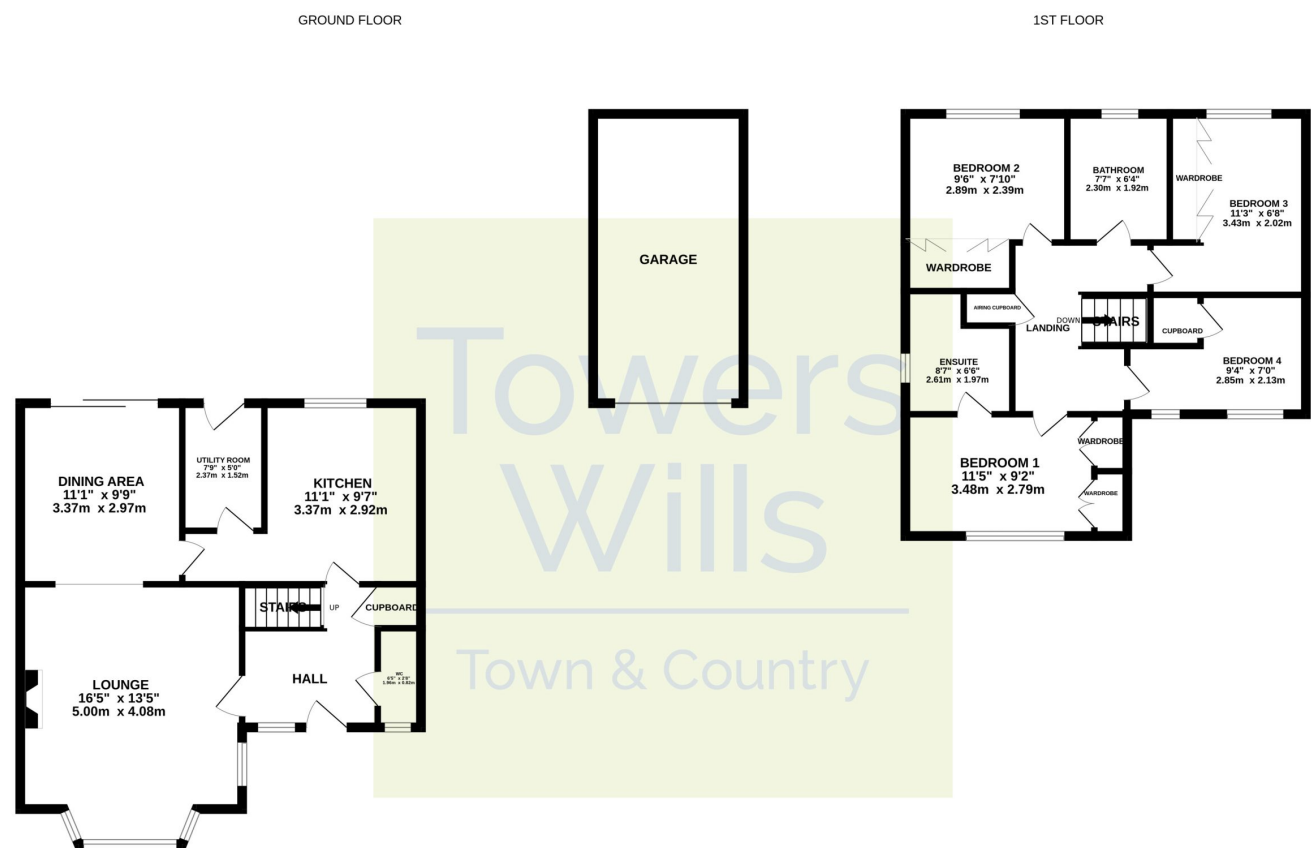 GROUND FLOOR
1ST FLOOR
GARAGE
DINING AREA
11'1" x 9'9"
3.37m x 2.97m
UTILITY ROOM
7'9" x 5'0"
2.37m x 1.52m
KITCHEN
11'1" x 9'7"
3.37m x 2.92m
STAIRS
UP
CUPBOARD
LOUNGE
16'5" x 13'5"
5.00m x 4.08m
HALL
WC
BEDROOM 2
9'6" x 7'10"
2.89m x 2.39m
BATHROOM
7'7" x 6'4"
2.30m x 1.92m
WARDROBE
BEDROOM 3
11'3" x 6'8"
3.43m x 2.02m
WARDROBE
AIRING CUPBOARD
DOWN
STAIRS
LANDING
CUPBOARD
ENSUITE
8'7" x 6'6"
2.61m x 1.97m
BEDROOM 4
9'4" x 7'0"
2.85m x 2.13m
BEDROOM 1
11'5" x 9'2"
3.48m x 2.79m
WARDROBE
WARDROBE
Towers
Wills
Town & Country